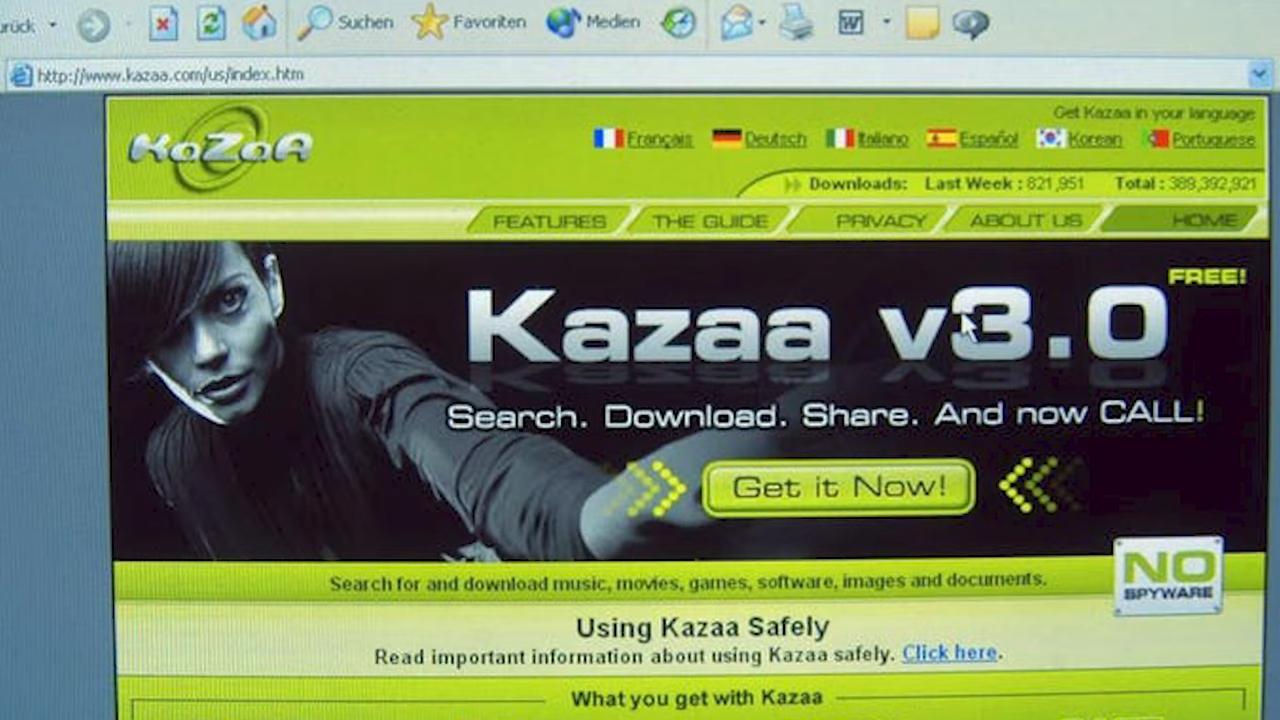 urück Suchen Favoriten Medien
http://www.kazaa.com/us/index.htm
Get Kazaa in your language
KaZaA
Français Deutsch Italiano Español Korean Portuguese
Downloads: Last Week : 821,951 Total : 389,392,921
FEATURES THE GUIDE PRIVACY ABOUT US HOME
FREE!
Kazaa v3.0
Search. Download. Share. And now CALL!
Get it Now!
NO
SPYWARE
Search for and download music, movies, games, software, images and documents.
Using Kazaa Safely
Read important information about using Kazaa safely. Click here.
What you get with Kazaa